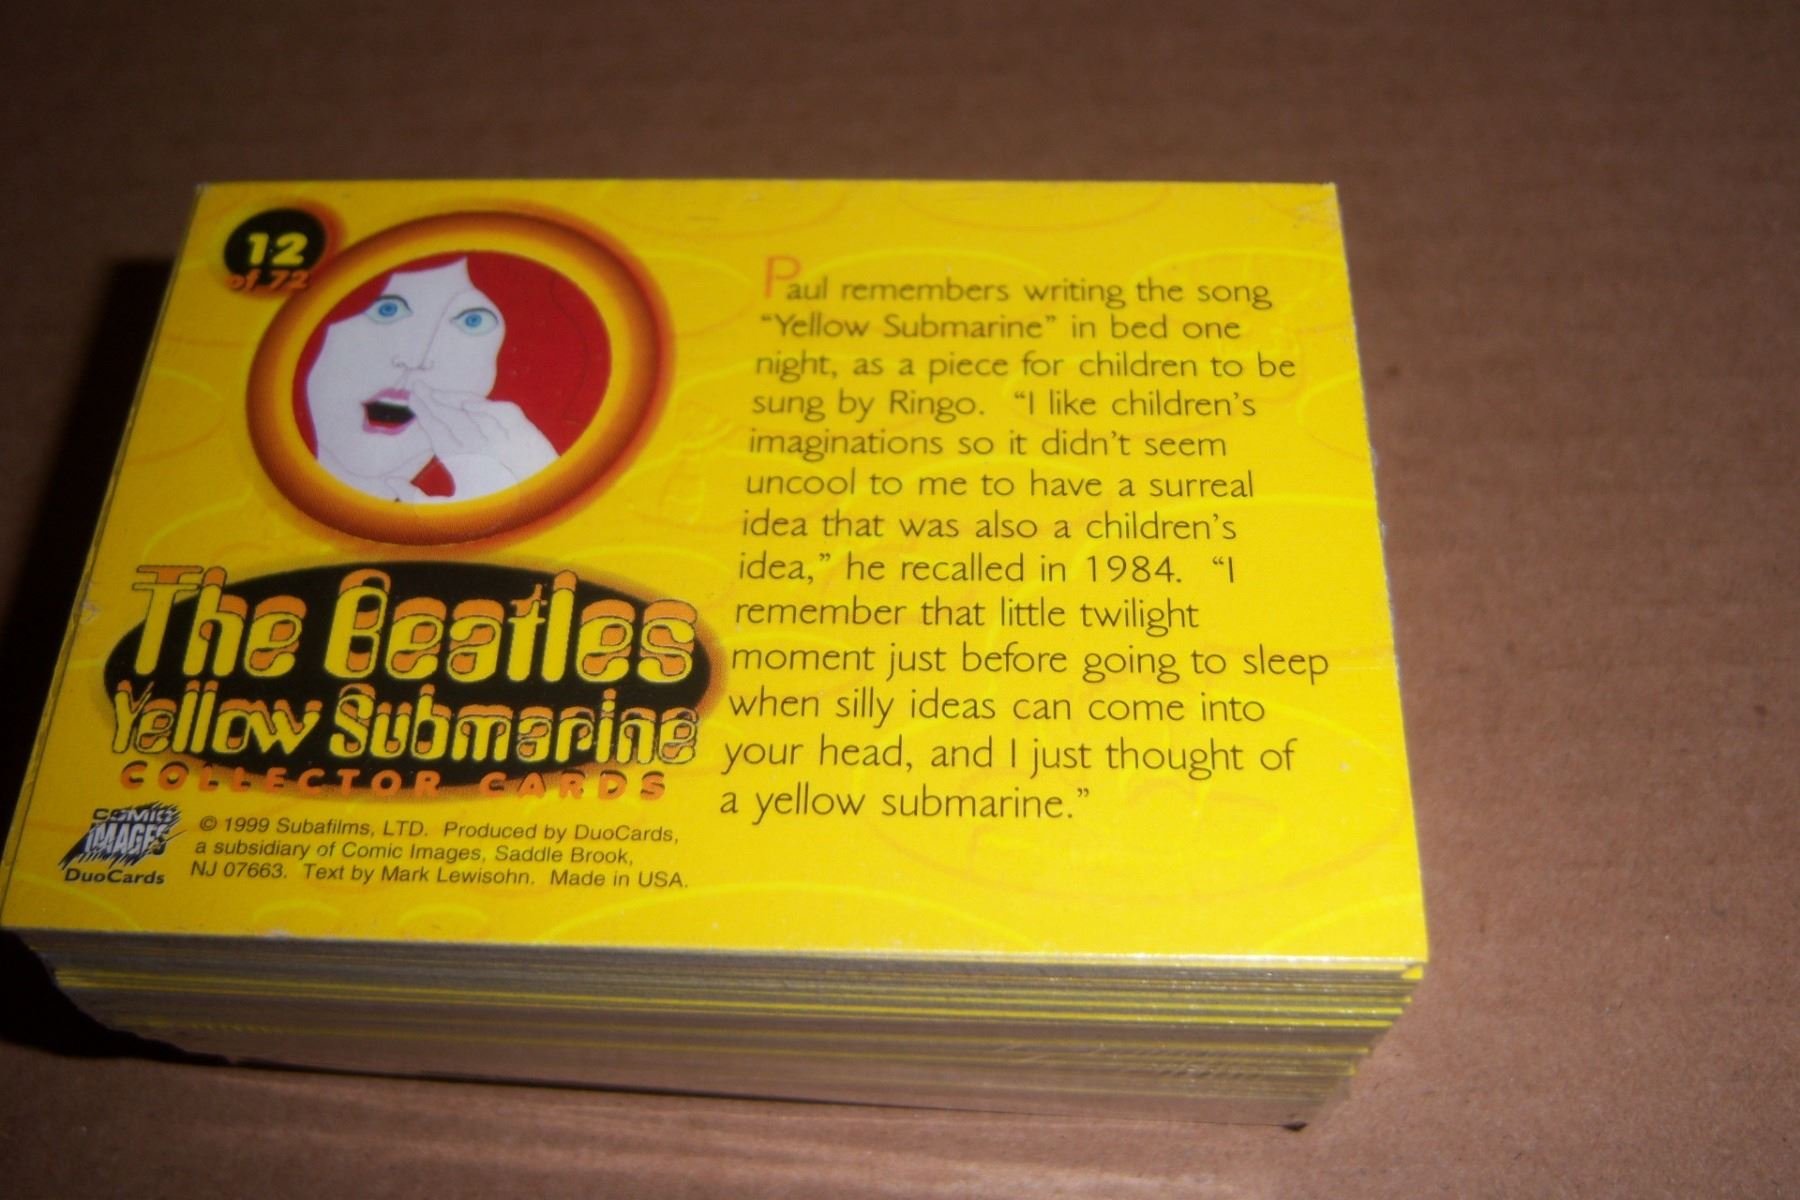 12
of 72
Paul remembers writing the song
“Yellow Submarine” in bed one
night, as a piece for children to be
sung by Ringo. “I like children’s
imaginations so it didn’t seem
uncool to me to have a surreal
idea that was also a children’s
idea,” he recalled in 1984. “I
remember that little twilight
moment just before going to sleep
when silly ideas can come into
your head, and I just thought of
a yellow submarine.”
The Beatles
Yellow Submarine
COLLECTOR CARDS
COMIC
IMAGES
DuoCards
© 1999 Subafilms, LTD. Produced by DuoCards,
a subsidiary of Comic Images, Saddle Brook,
NJ 07663. Text by Mark Lewisohn. Made in USA.